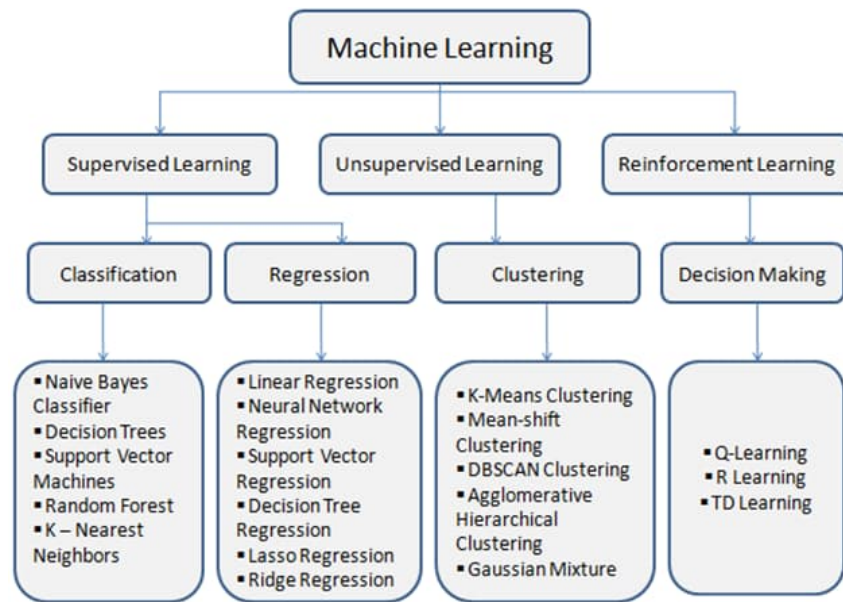 Machine Learning
Supervised Learning
Unsupervised Learning
Reinforcement Learning
Classification
Regression
Clustering
Decision Making
▪ Naive Bayes
Classifier
▪ Decision Trees
▪ Support Vector
Machines
▪ Random Forest
▪ K – Nearest
Neighbors
▪ Linear Regression
▪ Neural Network
Regression
▪ Support Vector
Regression
▪ Decision Tree
Regression
▪ Lasso Regression
▪ Ridge Regression
▪ K-Means Clustering
▪ Mean-shift
Clustering
▪ DBSCAN Clustering
▪ Agglomerative
Hierarchical
Clustering
▪ Gaussian Mixture
▪ Q-Learning
▪ R Learning
▪ TD Learning